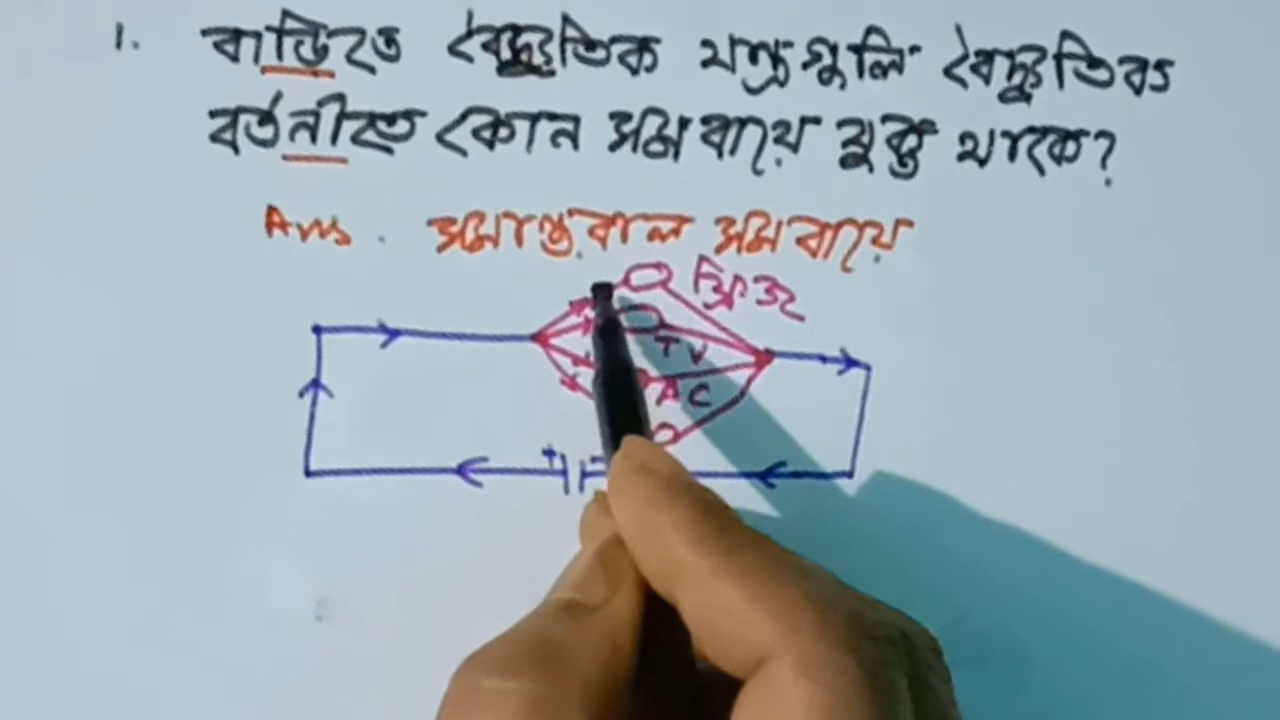 1. বাড়িতে বৈদ্যুতিক যন্ত্রগুলি বৈদ্যুতিক
বর্তনীতে কোন সমবায়ে যুক্ত থাকে?
Ans. সমান্তরাল সমবায়ে
ফ্রিজ
TV
AC
+ -